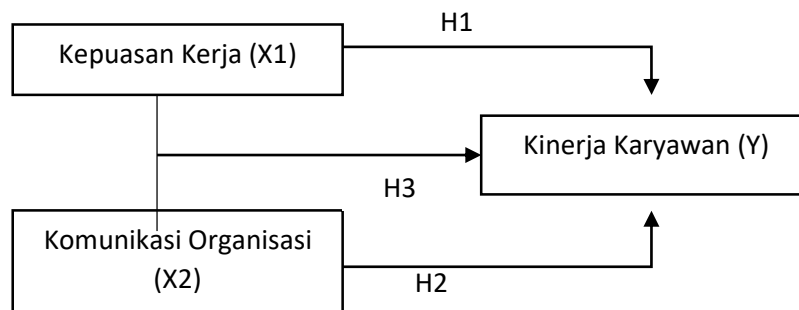 H1
Kepuasan Kerja (X1)
Kinerja Karyawan (Y)
H3
Komunikasi Organisasi
(X2)
H2